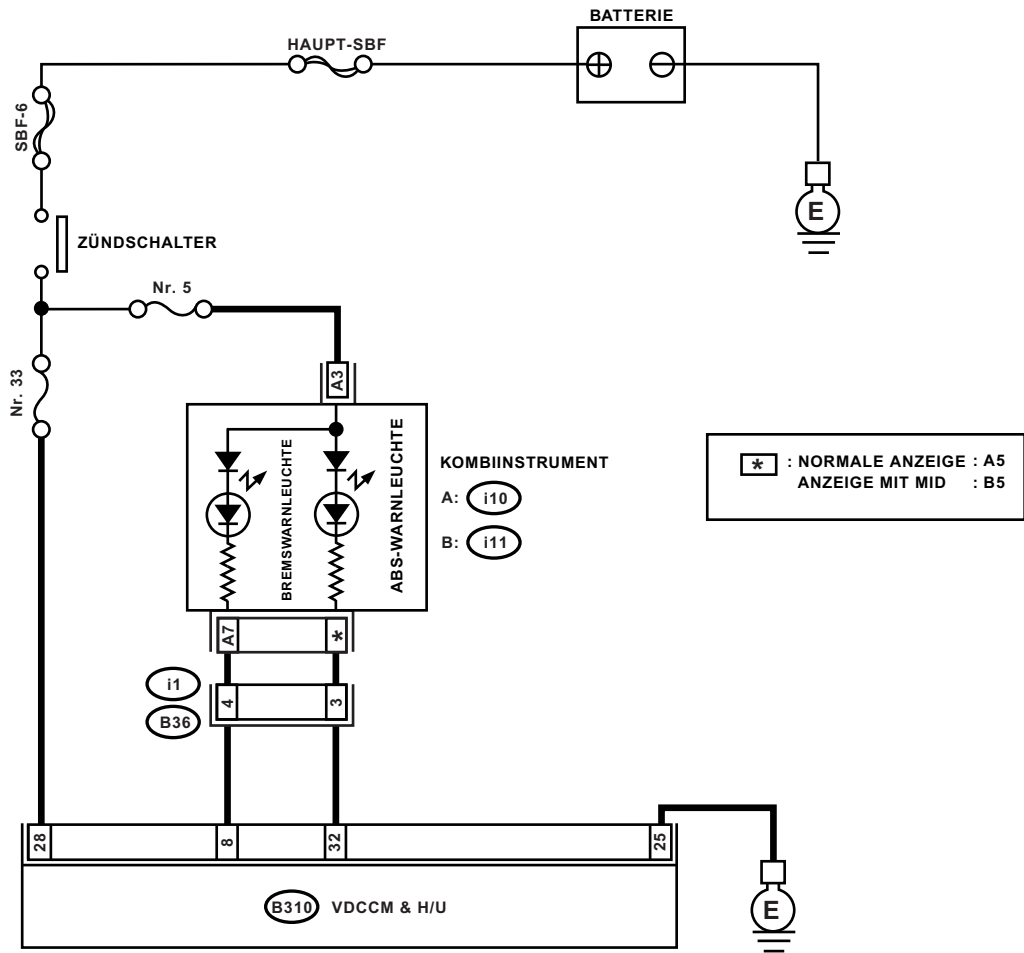 BATTERIE
HAUPT-SBF
SBF-6
E
ZÜNDSCHALTER
Nr. 5
Nr. 33
A3
BREMSWARNLEUCHTE
ABS-WARNLEUCHTE
KOMBIINSTRUMENT
A: i10
B: i11
* : NORMALE ANZEIGE : A5
ANZEIGE MIT MID : B5
A7
*
i1
B36
4
3
28
8
32
25
B310 VDCCM & H/U
E